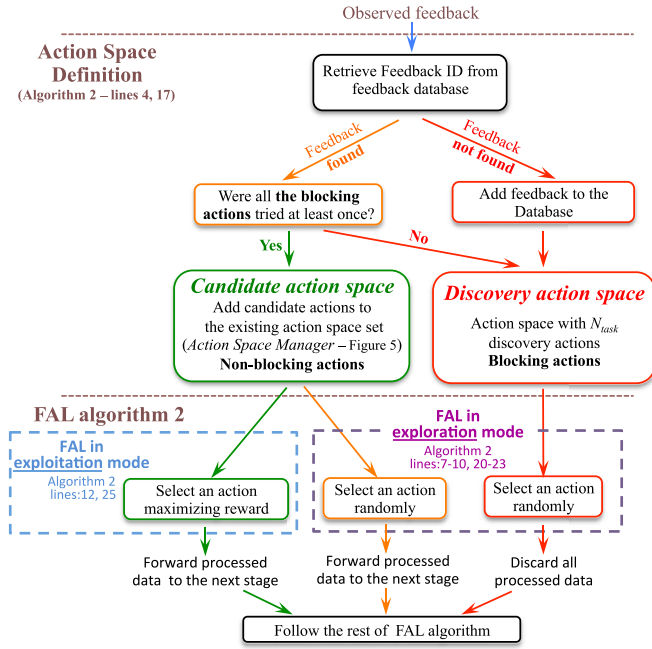 Observed feedback
Action Space
Definition
(Algorithm 2 – lines 4, 17)
Retrieve Feedback ID from
feedback database
Feedback
found
Feedback
not found
Were all the blocking
actions tried at least once?
Add feedback to the
Database
Yes
No
Candidate action space
Add candidate actions to
the existing action space set
(Action Space Manager – Figure 5)
Non-blocking actions
Discovery action space
Action space with N_task
discovery actions
Blocking actions
FAL algorithm 2
FAL in
exploitation mode
Algorithm 2
lines:12, 25
FAL in
exploration mode
Algorithm 2
lines:7-10, 20-23
Select an action
maximizing reward
Select an action
randomly
Select an action
randomly
Forward processed
data to the next stage
Forward processed
data to the next stage
Discard all
processed data
Follow the rest of FAL algorithm